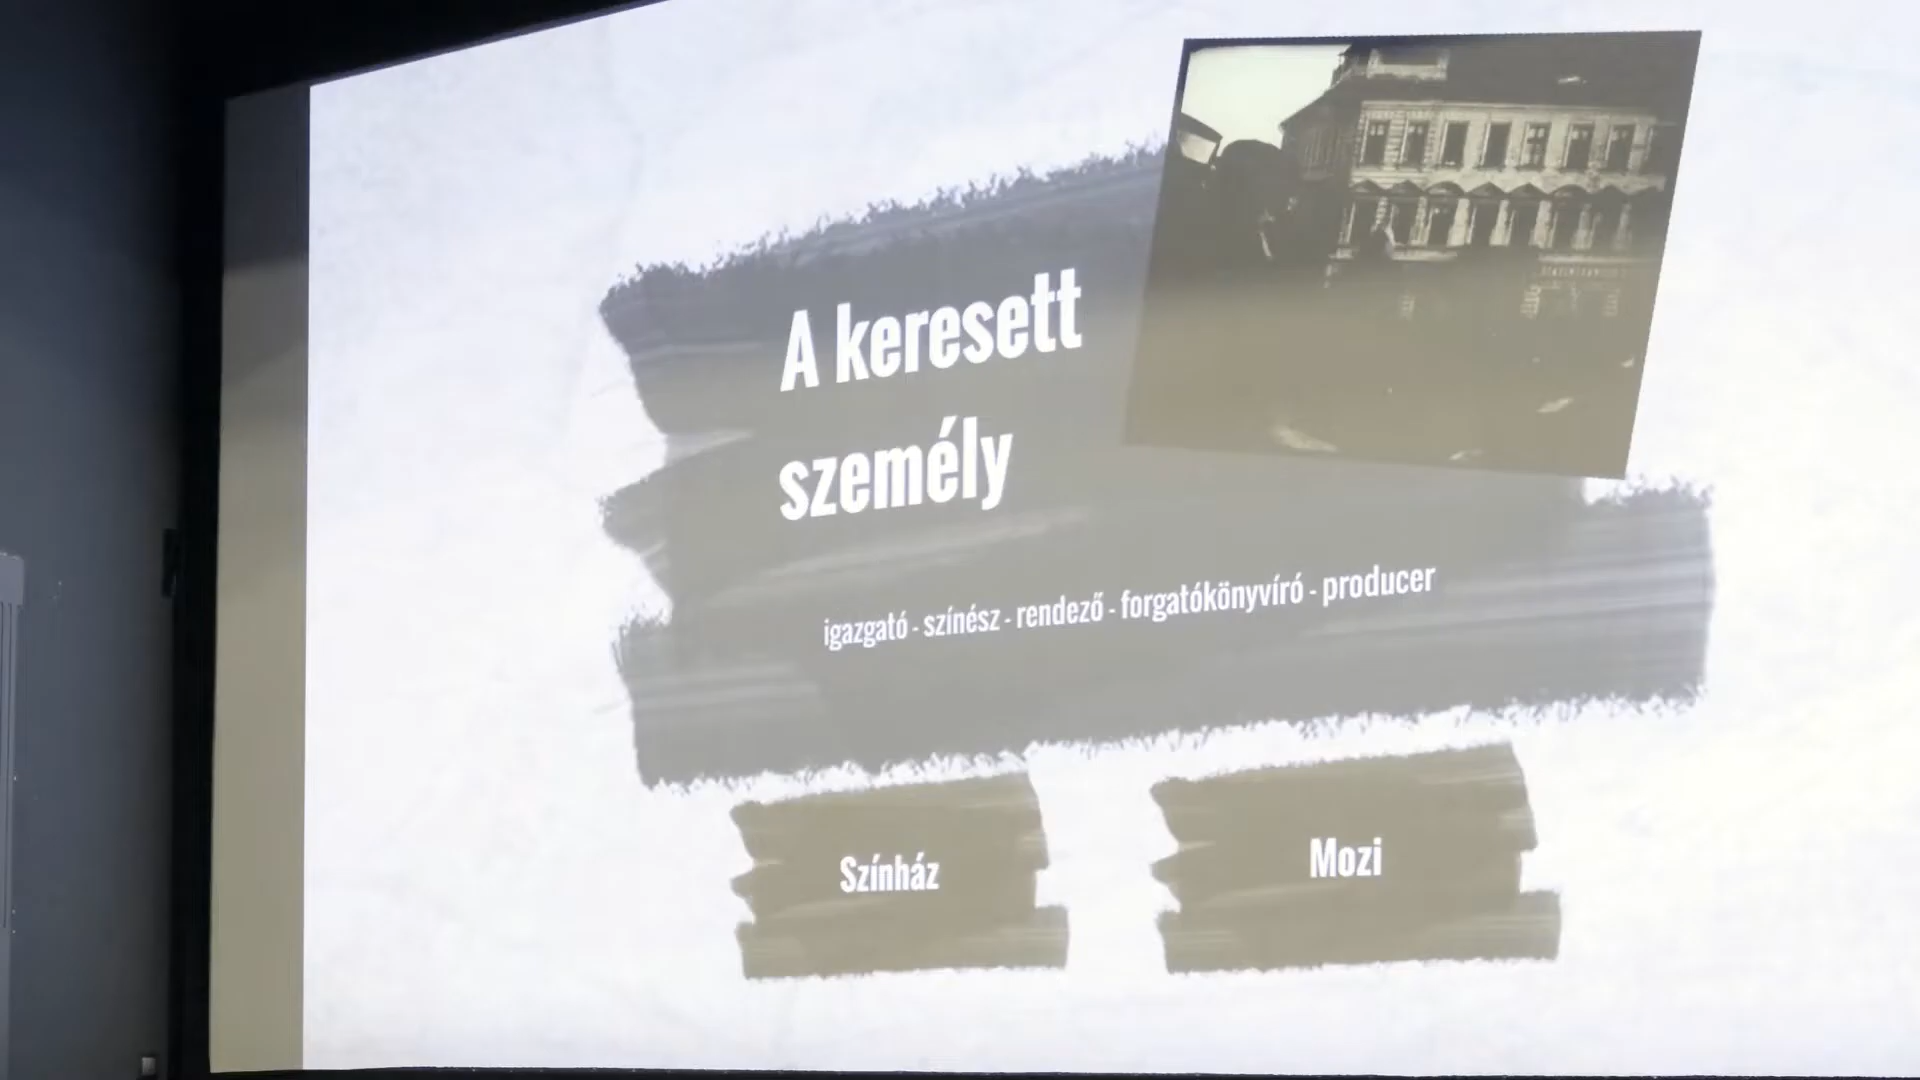 A keresett
személy
igazgató - színész - rendező - forgatókönyvíró - producer
Színház
Mozi